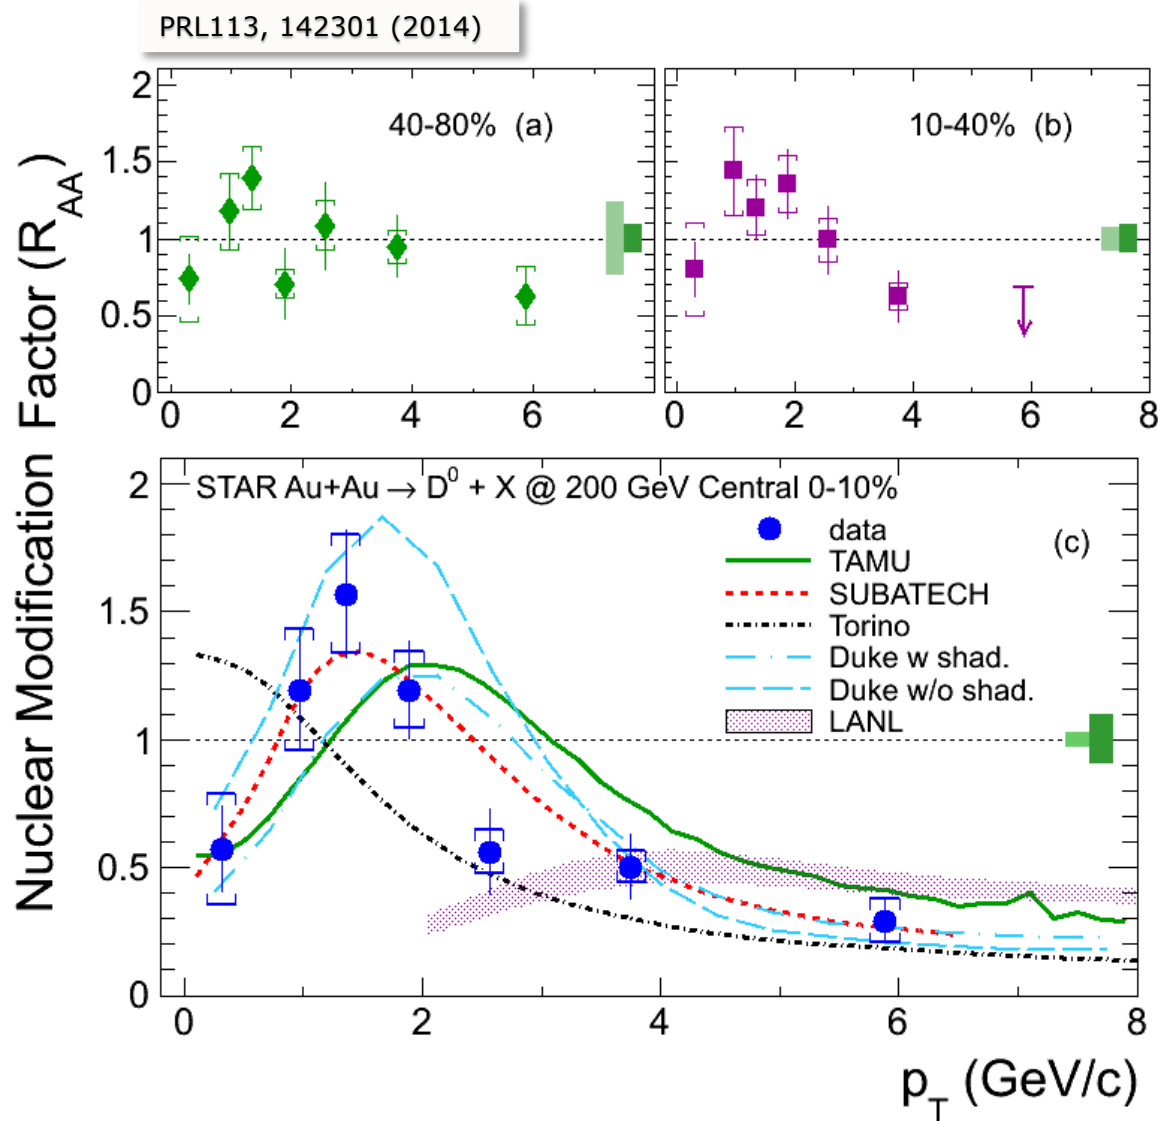 PRL113, 142301 (2014)
Nuclear Modification Factor (R_AA)
2
1.5
1
0.5
0
40-80% (a)
0 2 4 6
10-40% (b)
0 2 4 6 8
2
1.5
1
0.5
0
STAR Au+Au → D⁰ + X @ 200 GeV Central 0-10%
(c)
data
TAMU
SUBATECH
Torino
Duke w shad.
Duke w/o shad.
LANL
0 2 4 6 8
p_T (GeV/c)